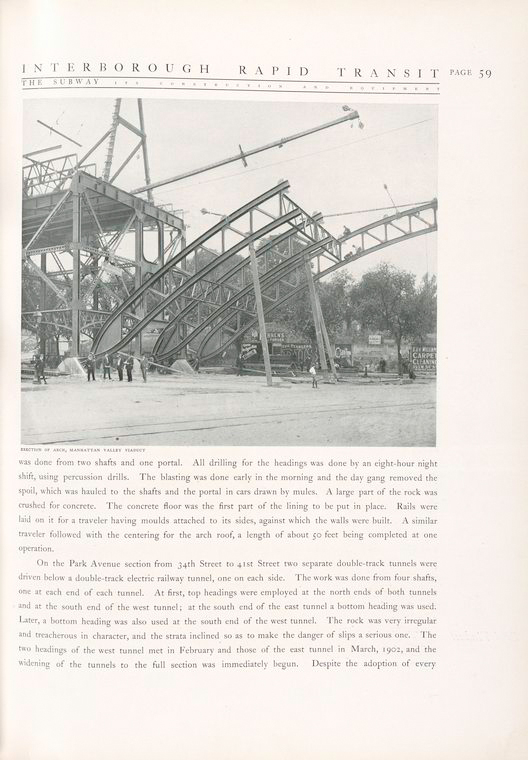 INTERBOROUGH RAPID TRANSIT PAGE 59
THE SUBWAY ITS CONSTRUCTION AND EQUIPMENT
CARPET
CLEANING
ERECTION OF ARCH, MANHATTAN VALLEY VIADUCT
was done from two shafts and one portal. All drilling for the headings was done by an eight-hour night
shift, using percussion drills. The blasting was done early in the morning and the day gang removed the
spoil, which was hauled to the shafts and the portal in cars drawn by mules. A large part of the rock was
crushed for concrete. The concrete floor was the first part of the lining to be put in place. Rails were
laid on it for a traveler having moulds attached to its sides, against which the walls were built. A similar
traveler followed with the centering for the arch roof, a length of about 50 feet being completed at one
operation.
On the Park Avenue section from 34th Street to 41st Street two separate double-track tunnels were
driven below a double-track electric railway tunnel, one on each side. The work was done from four shafts,
one at each end of each tunnel. At first, top headings were employed at the north ends of both tunnels
and at the south end of the west tunnel; at the south end of the east tunnel a bottom heading was used.
Later, a bottom heading was also used at the south end of the west tunnel. The rock was very irregular
and treacherous in character, and the strata inclined so as to make the danger of slips a serious one. The
two headings of the west tunnel met in February and those of the east tunnel in March, 1902, and the
widening of the tunnels to the full section was immediately begun. Despite the adoption of every